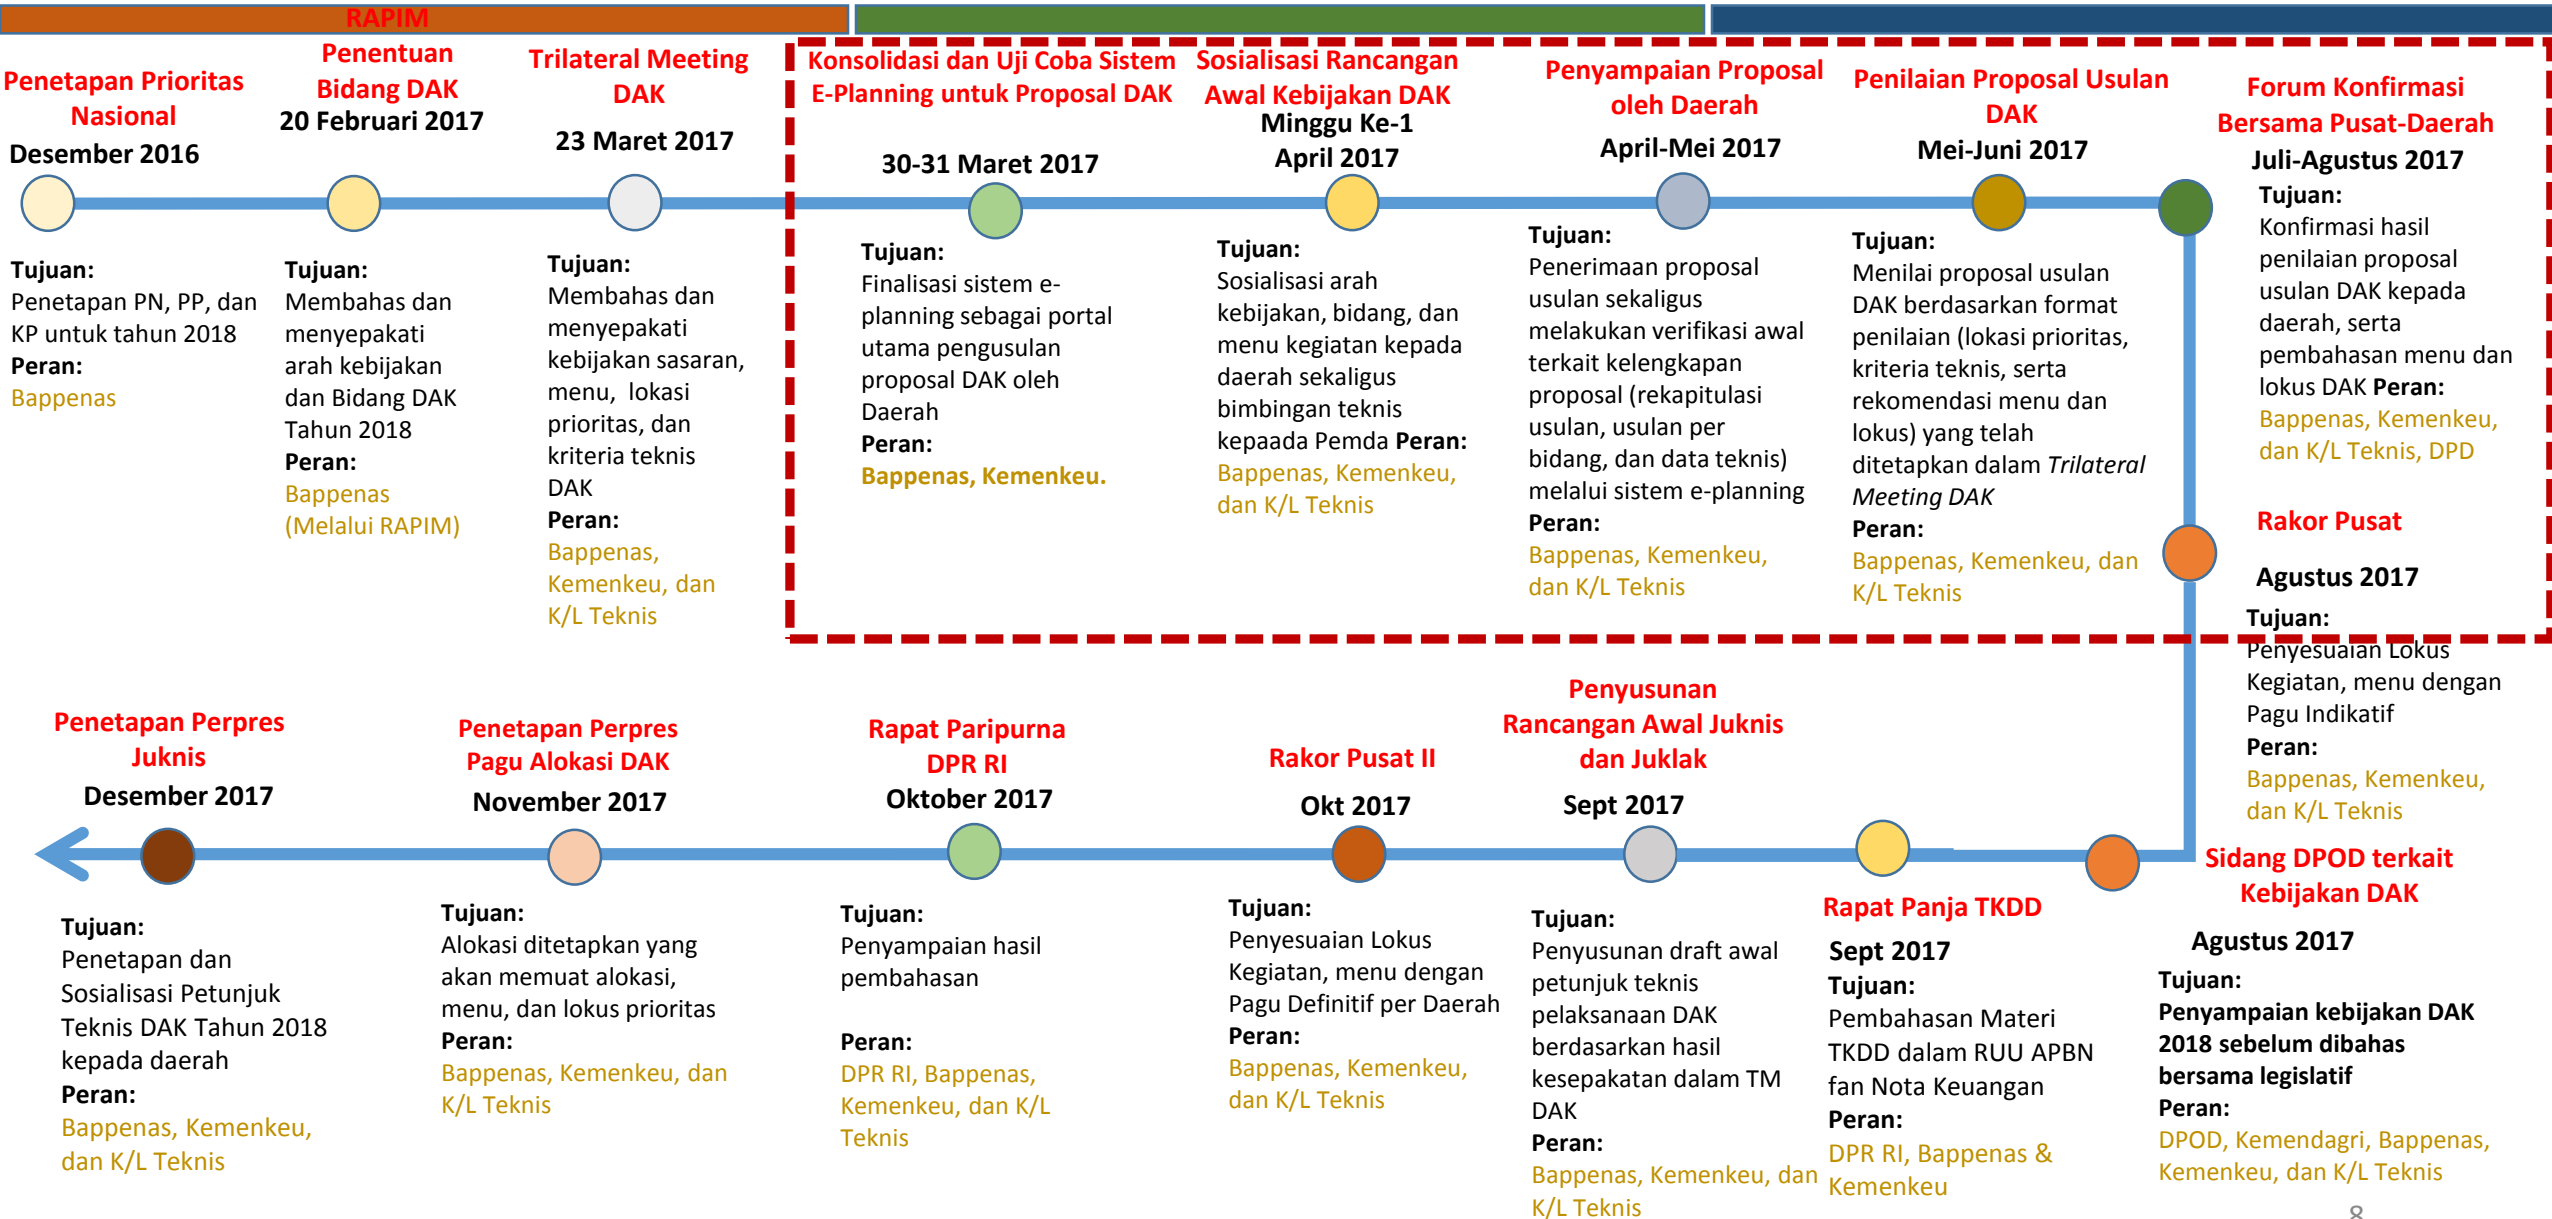 RAPIM
Penetapan Prioritas
Nasional
Desember 2016
Tujuan:
Penetapan PN, PP, dan
KP untuk tahun 2018
Peran:
Bappenas
Penentuan
Bidang DAK
20 Februari 2017
Tujuan:
Membahas dan
menyepakati
arah kebijakan
dan Bidang DAK
Tahun 2018
Peran:
Bappenas
(Melalui RAPIM)
Trilateral Meeting
DAK
23 Maret 2017
Tujuan:
Membahas dan
menyepakati
kebijakan sasaran,
menu, lokasi
prioritas, dan
kriteria teknis
DAK
Peran:
Bappenas,
Kemenkeu, dan
K/L Teknis
Konsolidasi dan Uji Coba Sistem
E-Planning untuk Proposal DAK
30-31 Maret 2017
Tujuan:
Finalisasi sistem e-
planning sebagai portal
utama pengusulan
proposal DAK oleh
Daerah
Peran:
Bappenas, Kemenkeu.
Sosialisasi Rancangan
Awal Kebijakan DAK
Minggu Ke-1
April 2017
Tujuan:
Sosialisasi arah
kebijakan, bidang, dan
menu kegiatan kepada
daerah sekaligus
bimbingan teknis
kepaada Pemda Peran:
Bappenas, Kemenkeu,
dan K/L Teknis
Penyampaian Proposal
oleh Daerah
April-Mei 2017
Tujuan:
Penerimaan proposal
usulan sekaligus
melakukan verifikasi awal
terkait kelengkapan
proposal (rekapitulasi
usulan, usulan per
bidang, dan data teknis)
melalui sistem e-planning
Peran:
Bappenas, Kemenkeu,
dan K/L Teknis
Penilaian Proposal Usulan
DAK
Mei-Juni 2017
Tujuan:
Menilai proposal usulan
DAK berdasarkan format
penilaian (lokasi prioritas,
kriteria teknis, serta
rekomendasi menu dan
lokus) yang telah
ditetapkan dalam Trilateral
Meeting DAK
Peran:
Bappenas, Kemenkeu, dan
K/L Teknis
Forum Konfirmasi
Bersama Pusat-Daerah
Juli-Agustus 2017
Tujuan:
Konfirmasi hasil
penilaian proposal
usulan DAK kepada
daerah, serta
pembahasan menu dan
lokus DAK Peran:
Bappenas, Kemenkeu,
dan K/L Teknis, DPD
Rakor Pusat
Agustus 2017
Tujuan:
Penyesuaian Lokus
Kegiatan, menu dengan
Pagu Indikatif
Peran:
Bappenas, Kemenkeu,
dan K/L Teknis
Sidang DPOD terkait
Kebijakan DAK
Agustus 2017
Tujuan:
Penyampaian kebijakan DAK
2018 sebelum dibahas
bersama legislatif
Peran:
DPOD, Kemendagri, Bappenas,
Kemenkeu, dan K/L Teknis
Rapat Panja TKDD
Sept 2017
Tujuan:
Pembahasan Materi
TKDD dalam RUU APBN
fan Nota Keuangan
Peran:
DPR RI, Bappenas &
Kemenkeu
Penyusunan
Rancangan Awal Juknis
dan Juklak
Sept 2017
Tujuan:
Penyusunan draft awal
petunjuk teknis
pelaksanaan DAK
berdasarkan hasil
kesepakatan dalam TM
DAK
Peran:
Bappenas, Kemenkeu, dan
K/L Teknis
Rakor Pusat II
Okt 2017
Tujuan:
Penyesuaian Lokus
Kegiatan, menu dengan
Pagu Definitif per Daerah
Peran:
Bappenas, Kemenkeu,
dan K/L Teknis
Rapat Paripurna
DPR RI
Oktober 2017
Tujuan:
Penyampaian hasil
pembahasan
Peran:
DPR RI, Bappenas,
Kemenkeu, dan K/L
Teknis
Penetapan Perpres
Pagu Alokasi DAK
November 2017
Tujuan:
Alokasi ditetapkan yang
akan memuat alokasi,
menu, dan lokus prioritas
Peran:
Bappenas, Kemenkeu, dan
K/L Teknis
Penetapan Perpres
Juknis
Desember 2017
Tujuan:
Penetapan dan
Sosialisasi Petunjuk
Teknis DAK Tahun 2018
kepada daerah
Peran:
Bappenas, Kemenkeu,
dan K/L Teknis
8